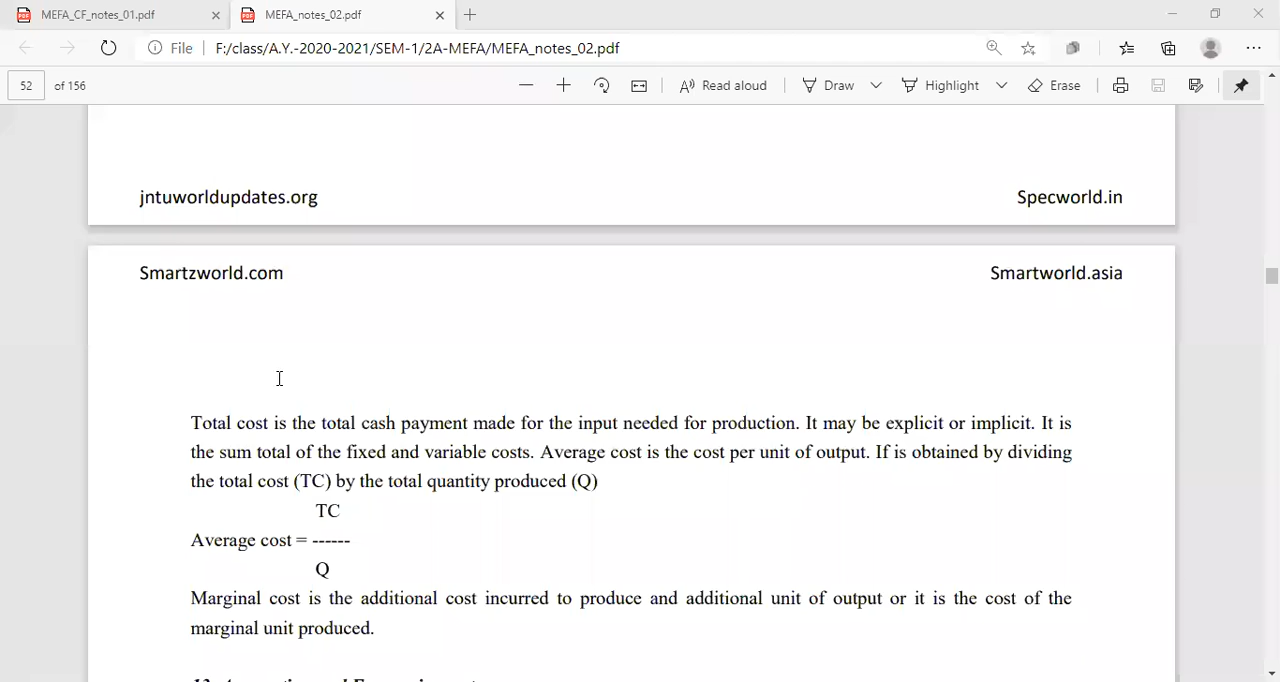 MEFA_CF_notes_01.pdf
MEFA_notes_02.pdf
File
F:/class/A.Y.-2020-2021/SEM-1/2A-MEFA/MEFA_notes_02.pdf
52 of 156
Read aloud
Draw
Highlight
Erase
jntuworldupdates.org
Specworld.in
Smartzworld.com
Smartworld.asia
Total cost is the total cash payment made for the input needed for production. It may be explicit or implicit. It is
the sum total of the fixed and variable costs. Average cost is the cost per unit of output. If is obtained by dividing
the total cost (TC) by the total quantity produced (Q)
TC
Average cost = ------
Q
Marginal cost is the additional cost incurred to produce and additional unit of output or it is the cost of the
marginal unit produced.